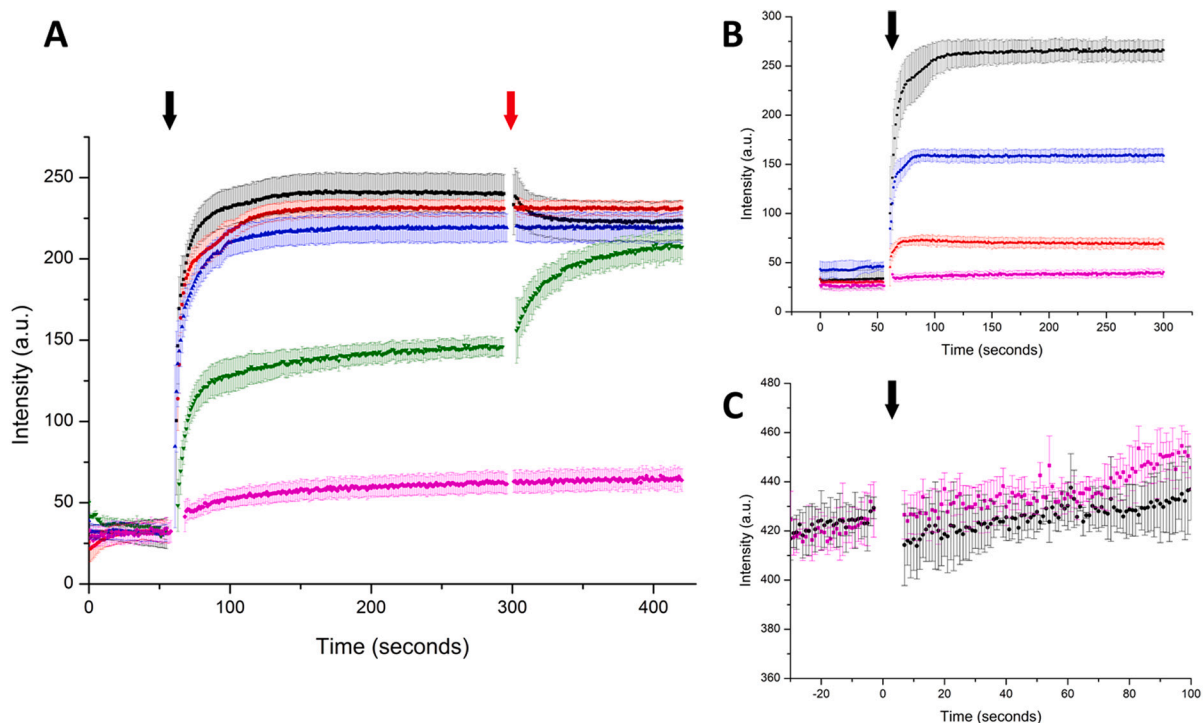 A
250
200
150
100
50
0
Intensity (a.u.)
0 100 200 300 400
Time (seconds)
B
300
250
200
150
100
50
0
Intensity (a.u.)
0 50 100 150 200 250 300
Time (seconds)
C
480
460
440
420
400
380
360
Intensity (a.u.)
-20 0 20 40 60 80 100
Time (seconds)